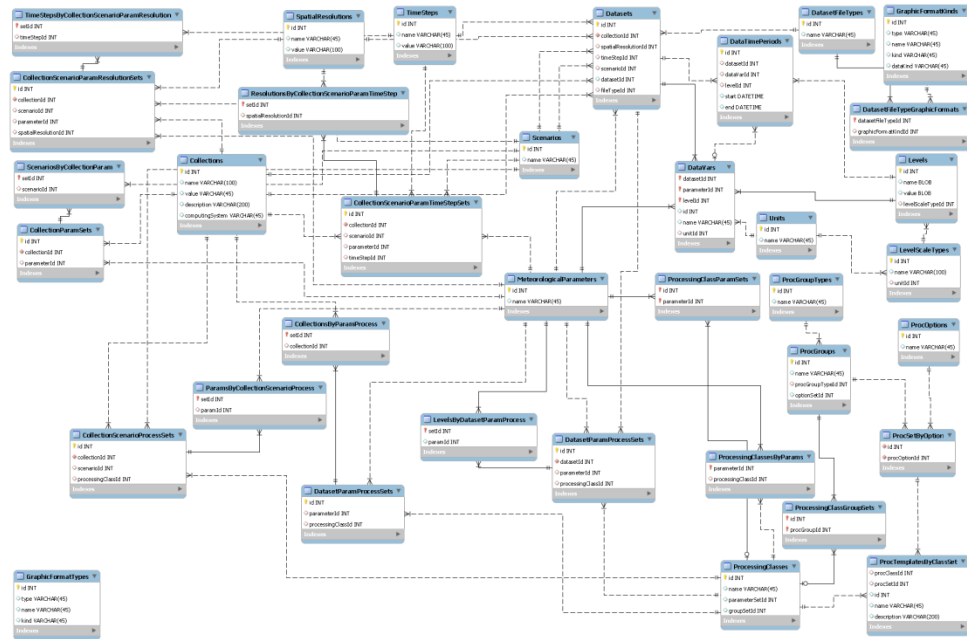 TimeStepsByCollectionScenarioParamResolution
setId INT
timeStepId INT
Indexes
SpatialResolutions
id INT
name VARCHAR(45)
value VARCHAR(100)
Indexes
TimeSteps
id INT
name VARCHAR(45)
value VARCHAR(100)
Indexes
Datasets
id INT
collectionId INT
spatialResolutionId INT
timeStepId INT
scenarioId INT
datasetId INT
fileTypeId INT
Indexes
DatasetFileTypes
id INT
name VARCHAR(45)
Indexes
GraphicFormatKinds
id INT
type VARCHAR(45)
name VARCHAR(45)
kind VARCHAR(45)
dataKind VARCHAR(45)
Indexes
DataTimePeriods
id INT
datasetId INT
dataVarId INT
levelId INT
start DATETIME
end DATETIME
Indexes
CollectionScenarioParamResolutionSets
id INT
collectionId INT
scenarioId INT
parameterId INT
spatialResolutionId INT
Indexes
ResolutionsByCollectionScenarioParamTimeStep
setId INT
spatialResolutionId INT
Indexes
DatasetFileTypeGraphicFormats
datasetFileTypeId INT
graphicFormatKindId INT
Indexes
Scenarios
id INT
name VARCHAR(45)
Indexes
ScenariosByCollectionParam
setId INT
scenarioId INT
Indexes
Collections
id INT
name VARCHAR(100)
value VARCHAR(45)
description VARCHAR(200)
computingSystem VARCHAR(45)
Indexes
DataVars
datasetId INT
parameterId INT
levelId INT
id INT
name VARCHAR(45)
unitId INT
Indexes
Levels
id INT
name BLOB
value BLOB
levelScaleTypeId INT
Indexes
CollectionScenarioParamTimeStepSets
id INT
collectionId INT
scenarioId INT
parameterId INT
timeStepId INT
Indexes
CollectionParamSets
id INT
collectionId INT
parameterId INT
Indexes
Units
id INT
name VARCHAR(45)
Indexes
LevelScaleTypes
id INT
name VARCHAR(100)
unitId INT
Indexes
MeteorologicalParameters
id INT
name VARCHAR(45)
Indexes
ProcessingClassParamSets
id INT
parameterId INT
Indexes
ProcGroupTypes
id INT
name VARCHAR(45)
Indexes
CollectionsByParamProcess
setId INT
collectionId INT
Indexes
ProcOptions
id INT
name VARCHAR(45)
Indexes
ProcGroups
id INT
name VARCHAR(45)
procGroupTypeId INT
optionSetId INT
Indexes
ParamsByCollectionScenarioProcess
setId INT
paramId INT
Indexes
LevelsByDatasetParamProcess
setId INT
paramId INT
Indexes
CollectionScenarioProcessSets
id INT
collectionId INT
scenarioId INT
processingClassId INT
Indexes
DatasetParamProcessSets
id INT
datasetId INT
parameterId INT
processingClassId INT
Indexes
ProcSetByOption
id INT
procOptionId INT
Indexes
ProcessingClassesByParams
parameterId INT
processingClassId INT
Indexes
DatasetParamProcessSets
id INT
parameterId INT
processingClassId INT
Indexes
ProcessingClassGroupSets
id INT
procGroupId INT
Indexes
ProcessingClasses
id INT
name VARCHAR(45)
parameterSetId INT
groupSetId INT
Indexes
ProcTemplatesByClassSet
procClassId INT
procSetId INT
id INT
name VARCHAR(45)
description VARCHAR(200)
Indexes
GraphicFormatTypes
id INT
type VARCHAR(45)
name VARCHAR(45)
kind VARCHAR(45)
Indexes